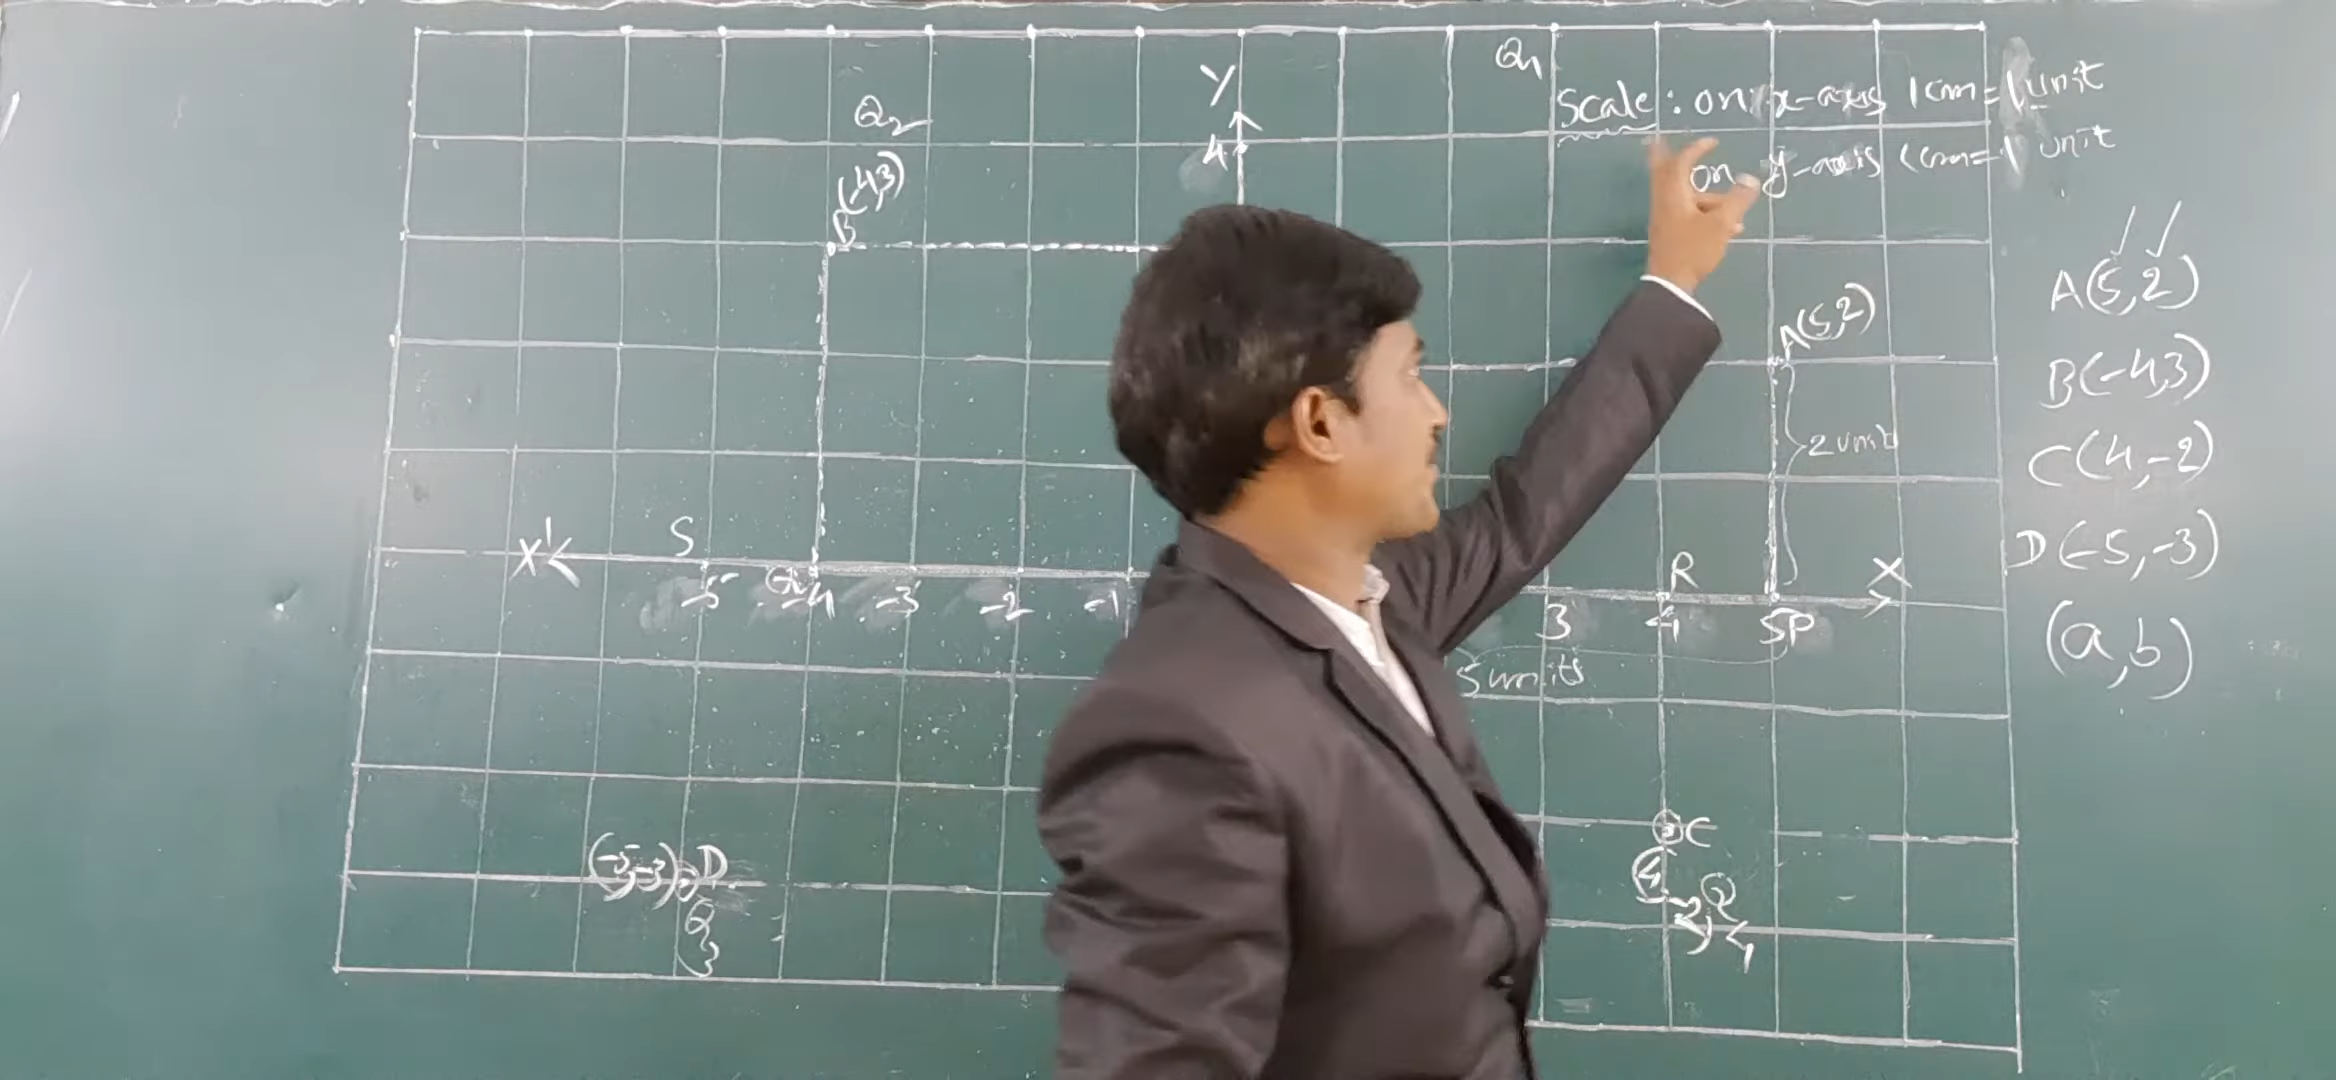 Q1
Y
Scale: on x-axis 1cm = 1 unit
Q2
4
on y-axis 1cm = 1 unit
(-4,3)
B
A(5,2)
A(5,2)
B(-4,3)
2 units
C(4,-2)
X' S R X
D(-5,-3)
-5 Q -4 -3 -2 -1 3 4 5P
5 units
(a,b)
C
(-5,-3) D
(4,-2) Q4
Q3